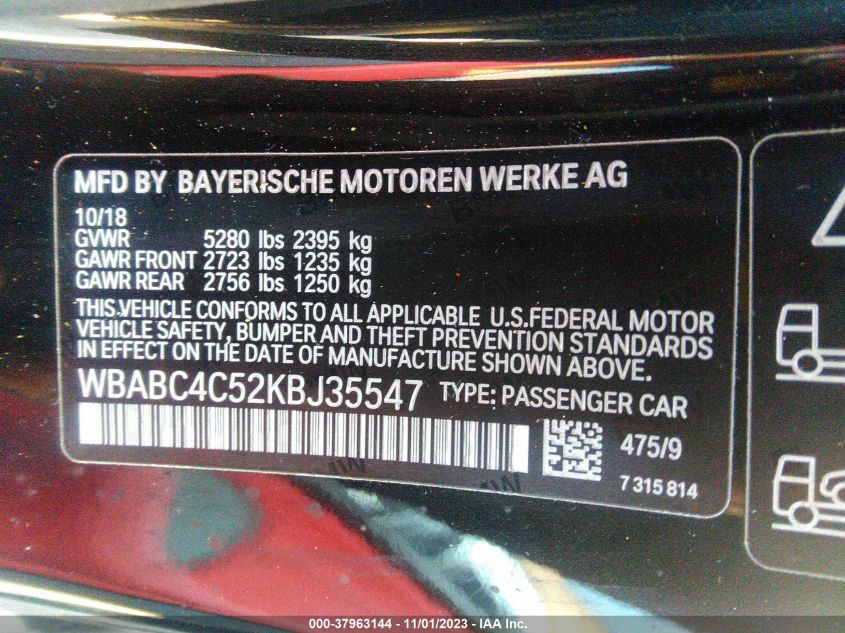 MFD BY BAYERISCHE MOTOREN WERKE AG
10/18
GVWR 5280 lbs 2395 kg
GAWR FRONT 2723 lbs 1235 kg
GAWR REAR 2756 lbs 1250 kg
THIS VEHICLE CONFORMS TO ALL APPLICABLE U.S.FEDERAL MOTOR
VEHICLE SAFETY, BUMPER AND THEFT PREVENTION STANDARDS
IN EFFECT ON THE DATE OF MANUFACTURE SHOWN ABOVE.
WBABC4C52KBJ35547 TYPE: PASSENGER CAR
475/9
7 315 814
000-37963144 - 11/01/2023 - IAA Inc.